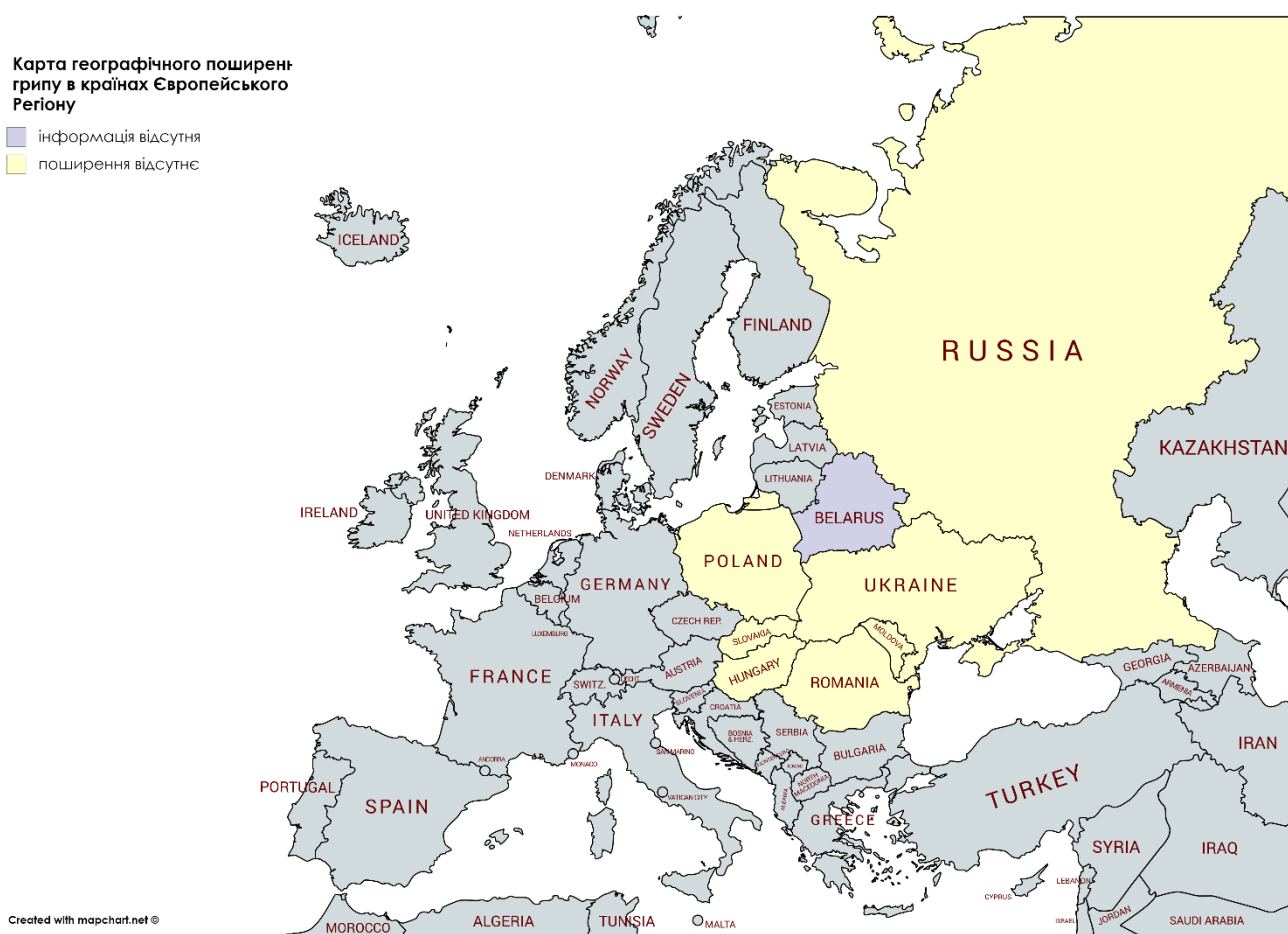 Карта географічного поширенн
грипу в країнах Європейського
Регіону
інформація відсутня
поширення відсутнє
ICELAND
FINLAND
RUSSIA
NORWAY
SWEDEN
ESTONIA
KAZAKHSTAN
LATVIA
DENMARK
LITHUANIA
IRELAND
UNITED KINGDOM
BELARUS
NETHERLANDS
POLAND
GERMANY
UKRAINE
BELGIUM
CZECH REP.
LUXEMBURG
SLOVAKIA
MOLDOVA
FRANCE
AUSTRIA
HUNGARY
GEORGIA
AZERBAIJAN
SWITZ.
LIECHT.
ROMANIA
ARMENIA
SLOVENIA
CROATIA
ITALY
BOSNIA
& HERZ.
SERBIA
IRAN
BULGARIA
SAN MARINO
ANDORRA
MONACO
MONTENEGRO
KOSOVO
NORTH
MACEDONIA
PORTUGAL
SPAIN
VATICAN CITY
ALBANIA
TURKEY
GREECE
SYRIA
IRAQ
LEBANON
CYPRUS
Created with mapchart.net ©
MOROCCO
ALGERIA
TUNISIA
MALTA
ISRAEL
JORDAN
SAUDI ARABIA